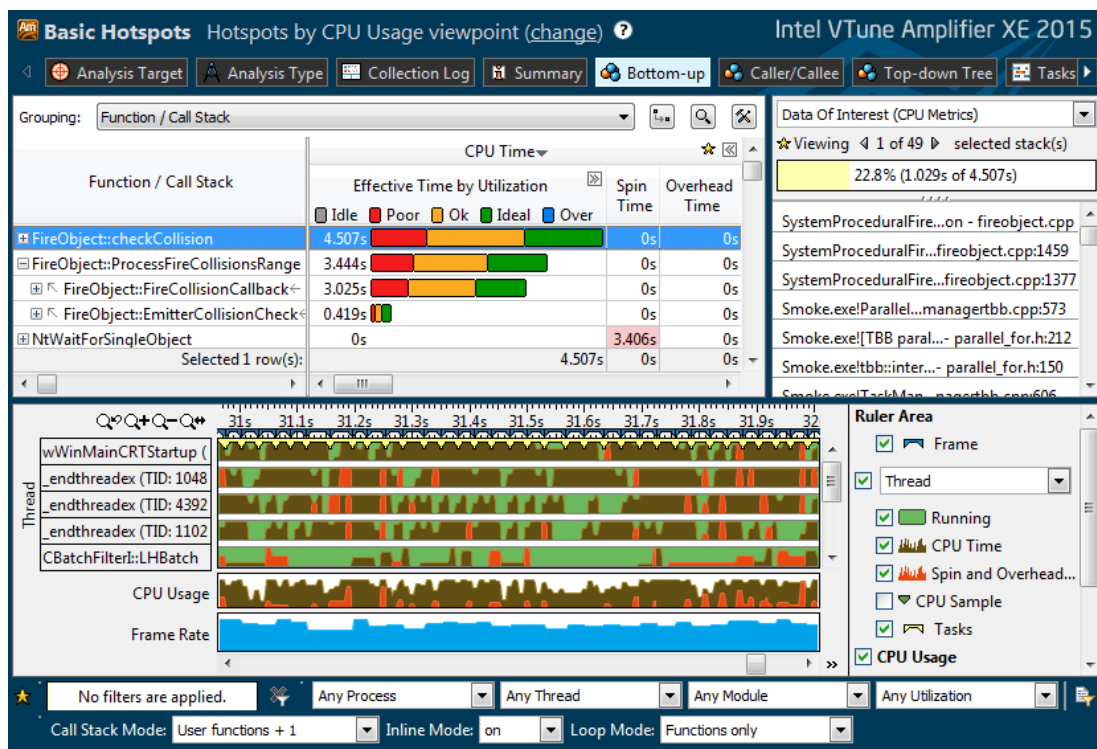 Am Basic Hotspots Hotspots by CPU Usage viewpoint (change) ? Intel VTune Amplifier XE 2015
Analysis Target Analysis Type Collection Log Summary Bottom-up Caller/Callee Top-down Tree Tasks
Grouping: Function / Call Stack
Function / Call Stack
CPU Time
Effective Time by Utilization
Idle Poor Ok Ideal Over
Spin Time
Overhead Time
FireObject::checkCollision 4.507s 0s 0s
FireObject::ProcessFireCollisionsRange 3.444s 0s 0s
FireObject::FireCollisionCallback 3.025s 0s 0s
FireObject::EmitterCollisionCheck 0.419s 0s 0s
NtWaitForSingleObject 0s 3.406s 0s
Selected 1 row(s): 4.507s 0s 0s
Data Of Interest (CPU Metrics)
Viewing 1 of 49 selected stack(s)
22.8% (1.029s of 4.507s)
SystemProceduralFire...on - fireobject.cpp
SystemProceduralFir...fireobject.cpp:1459
SystemProceduralFire...fireobject.cpp:1377
Smoke.exe!Parallel...managertbb.cpp:573
Smoke.exe![TBB paral...- parallel_for.h:212
Smoke.exe!tbb::inter...- parallel_for.h:150
31s 31.1s 31.2s 31.3s 31.4s 31.5s 31.6s 31.7s 31.8s 31.9s 32
Thread
wWinMainCRTStartup (
_endthreadex (TID: 1048
_endthreadex (TID: 4392
_endthreadex (TID: 1102
CBatchFilterI::LHBatch
CPU Usage
Frame Rate
Ruler Area
Frame
Thread
Running
CPU Time
Spin and Overhead...
CPU Sample
Tasks
CPU Usage
No filters are applied. Any Process Any Thread Any Module Any Utilization
Call Stack Mode: User functions + 1 Inline Mode: on Loop Mode: Functions only